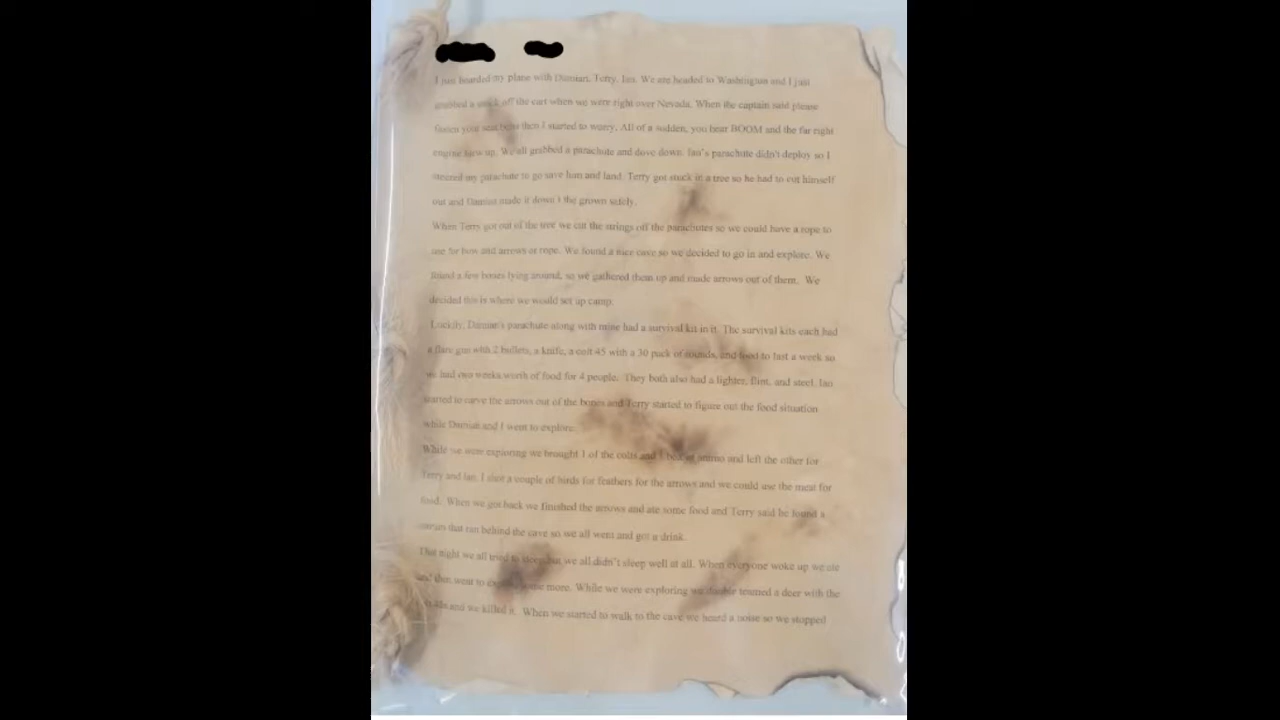 I just boarded my plane with Damian, Terry, Ian. We are headed to Washington and I just
grabbed a snack off the cart when we were right over Nevada. When the captain said please
fasten your seat belts then I started to worry. All of a sudden, you hear BOOM and the far right
engine blew up. We all grabbed a parachute and dove down. Ian's parachute didn't deploy so I
steered my parachute to go save him and land. Terry got stuck in a tree so he had to cut himself
out and Damian made it down t the grown safely.
When Terry got out of the tree we cut the strings off the parachutes so we could have a rope to
use for bow and arrows or rope. We found a nice cave so we decided to go in and explore. We
found a few bones lying around, so we gathered them up and made arrows out of them. We
decided this is where we would set up camp.
Luckily, Damian's parachute along with mine had a survival kit in it. The survival kits each had
a flare gun with 2 bullets, a knife, a colt 45 with a 30 pack of rounds, and food to last a week so
we had two weeks worth of food for 4 people. They both also had a lighter, flint, and steel. Ian
started to carve the arrows out of the bones and Terry started to figure out the food situation
while Damian and I went to explore.
While we were exploring we brought 1 of the colts and 1 box of ammo and left the other for
Terry and Ian. I shot a couple of birds for feathers for the arrows and we could use the meat for
food. When we got back we finished the arrows and ate some food and Terry said he found a
stream that ran behind the cave so we all went and got a drink.
That night we all tried to sleep but we all didn't sleep well at all. When everyone woke up we ate
and then went to explore some more. While we were exploring we double teamed a deer with the
and we killed it. When we started to walk to the cave we heard a noise so we stopped